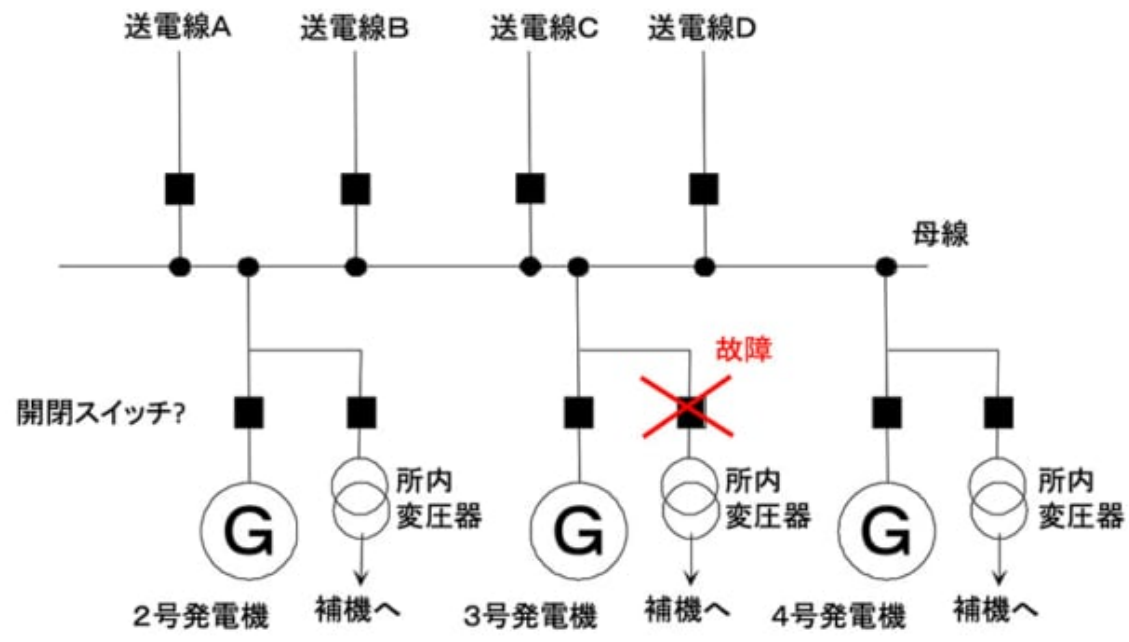 送電線A
送電線B
送電線C
送電線D
母線
故障
開閉スイッチ?
所内
変圧器
所内
変圧器
所内
変圧器
G
G
G
2号発電機
補機へ
3号発電機
補機へ
4号発電機
補機へ